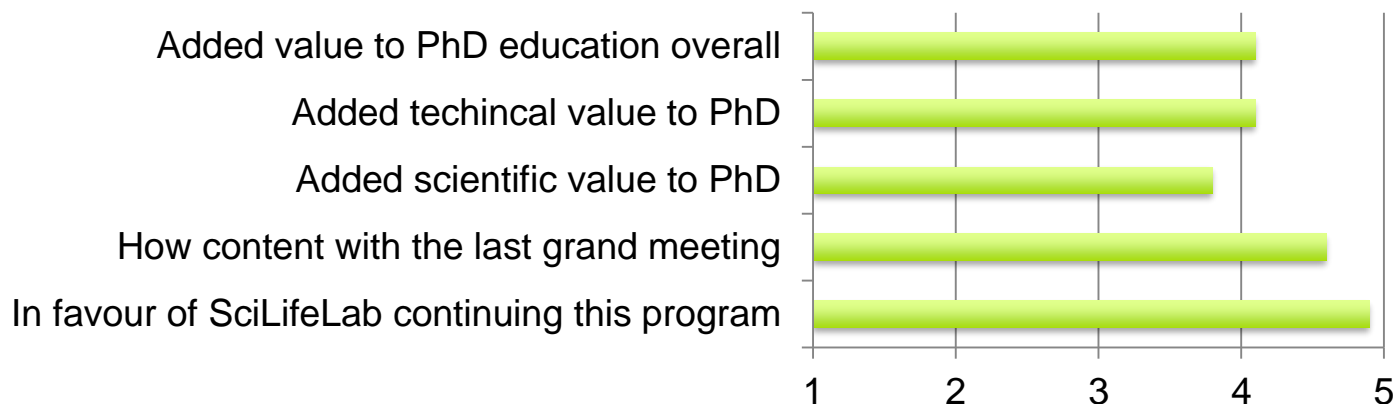 Added value to PhD education overall
Added techincal value to PhD
Added scientific value to PhD
How content with the last grand meeting
In favour of SciLifeLab continuing this program
1 2 3 4 5